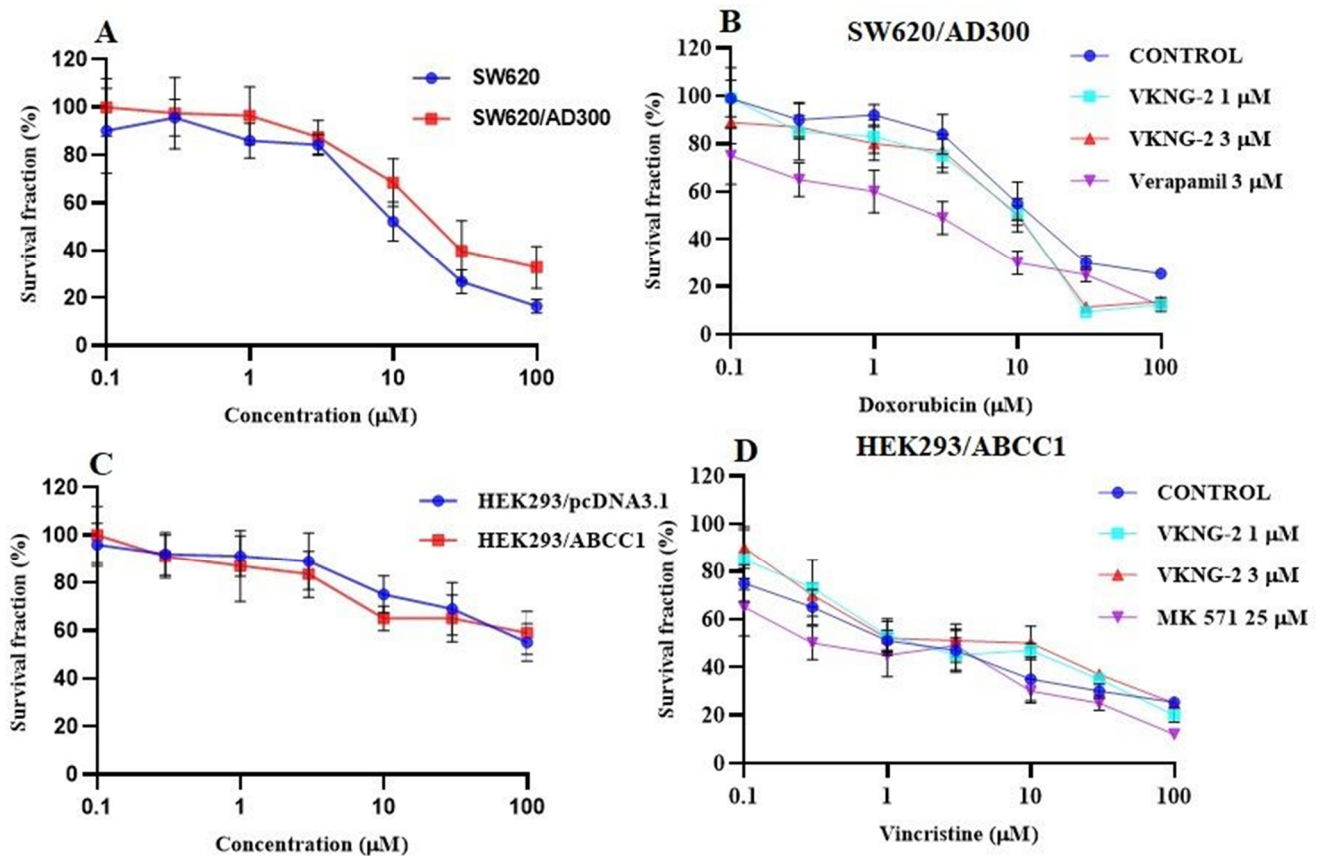 A
Survival fraction (%)
120
100
80
60
40
20
0
0.1 1 10 100
Concentration (µM)
SW620
SW620/AD300
B
SW620/AD300
Survival fraction (%)
120
100
80
60
40
20
0
0.1 1 10 100
Doxorubicin (µM)
CONTROL
VKNG-2 1 µM
VKNG-2 3 µM
Verapamil 3 µM
C
Survival fraction (%)
120
100
80
60
40
20
0
0.1 1 10 100
Concentration (µM)
HEK293/pcDNA3.1
HEK293/ABCC1
D
HEK293/ABCC1
Survival fraction (%)
120
100
80
60
40
20
0
0.1 1 10 100
Vincristine (µM)
CONTROL
VKNG-2 1 µM
VKNG-2 3 µM
MK 571 25 µM